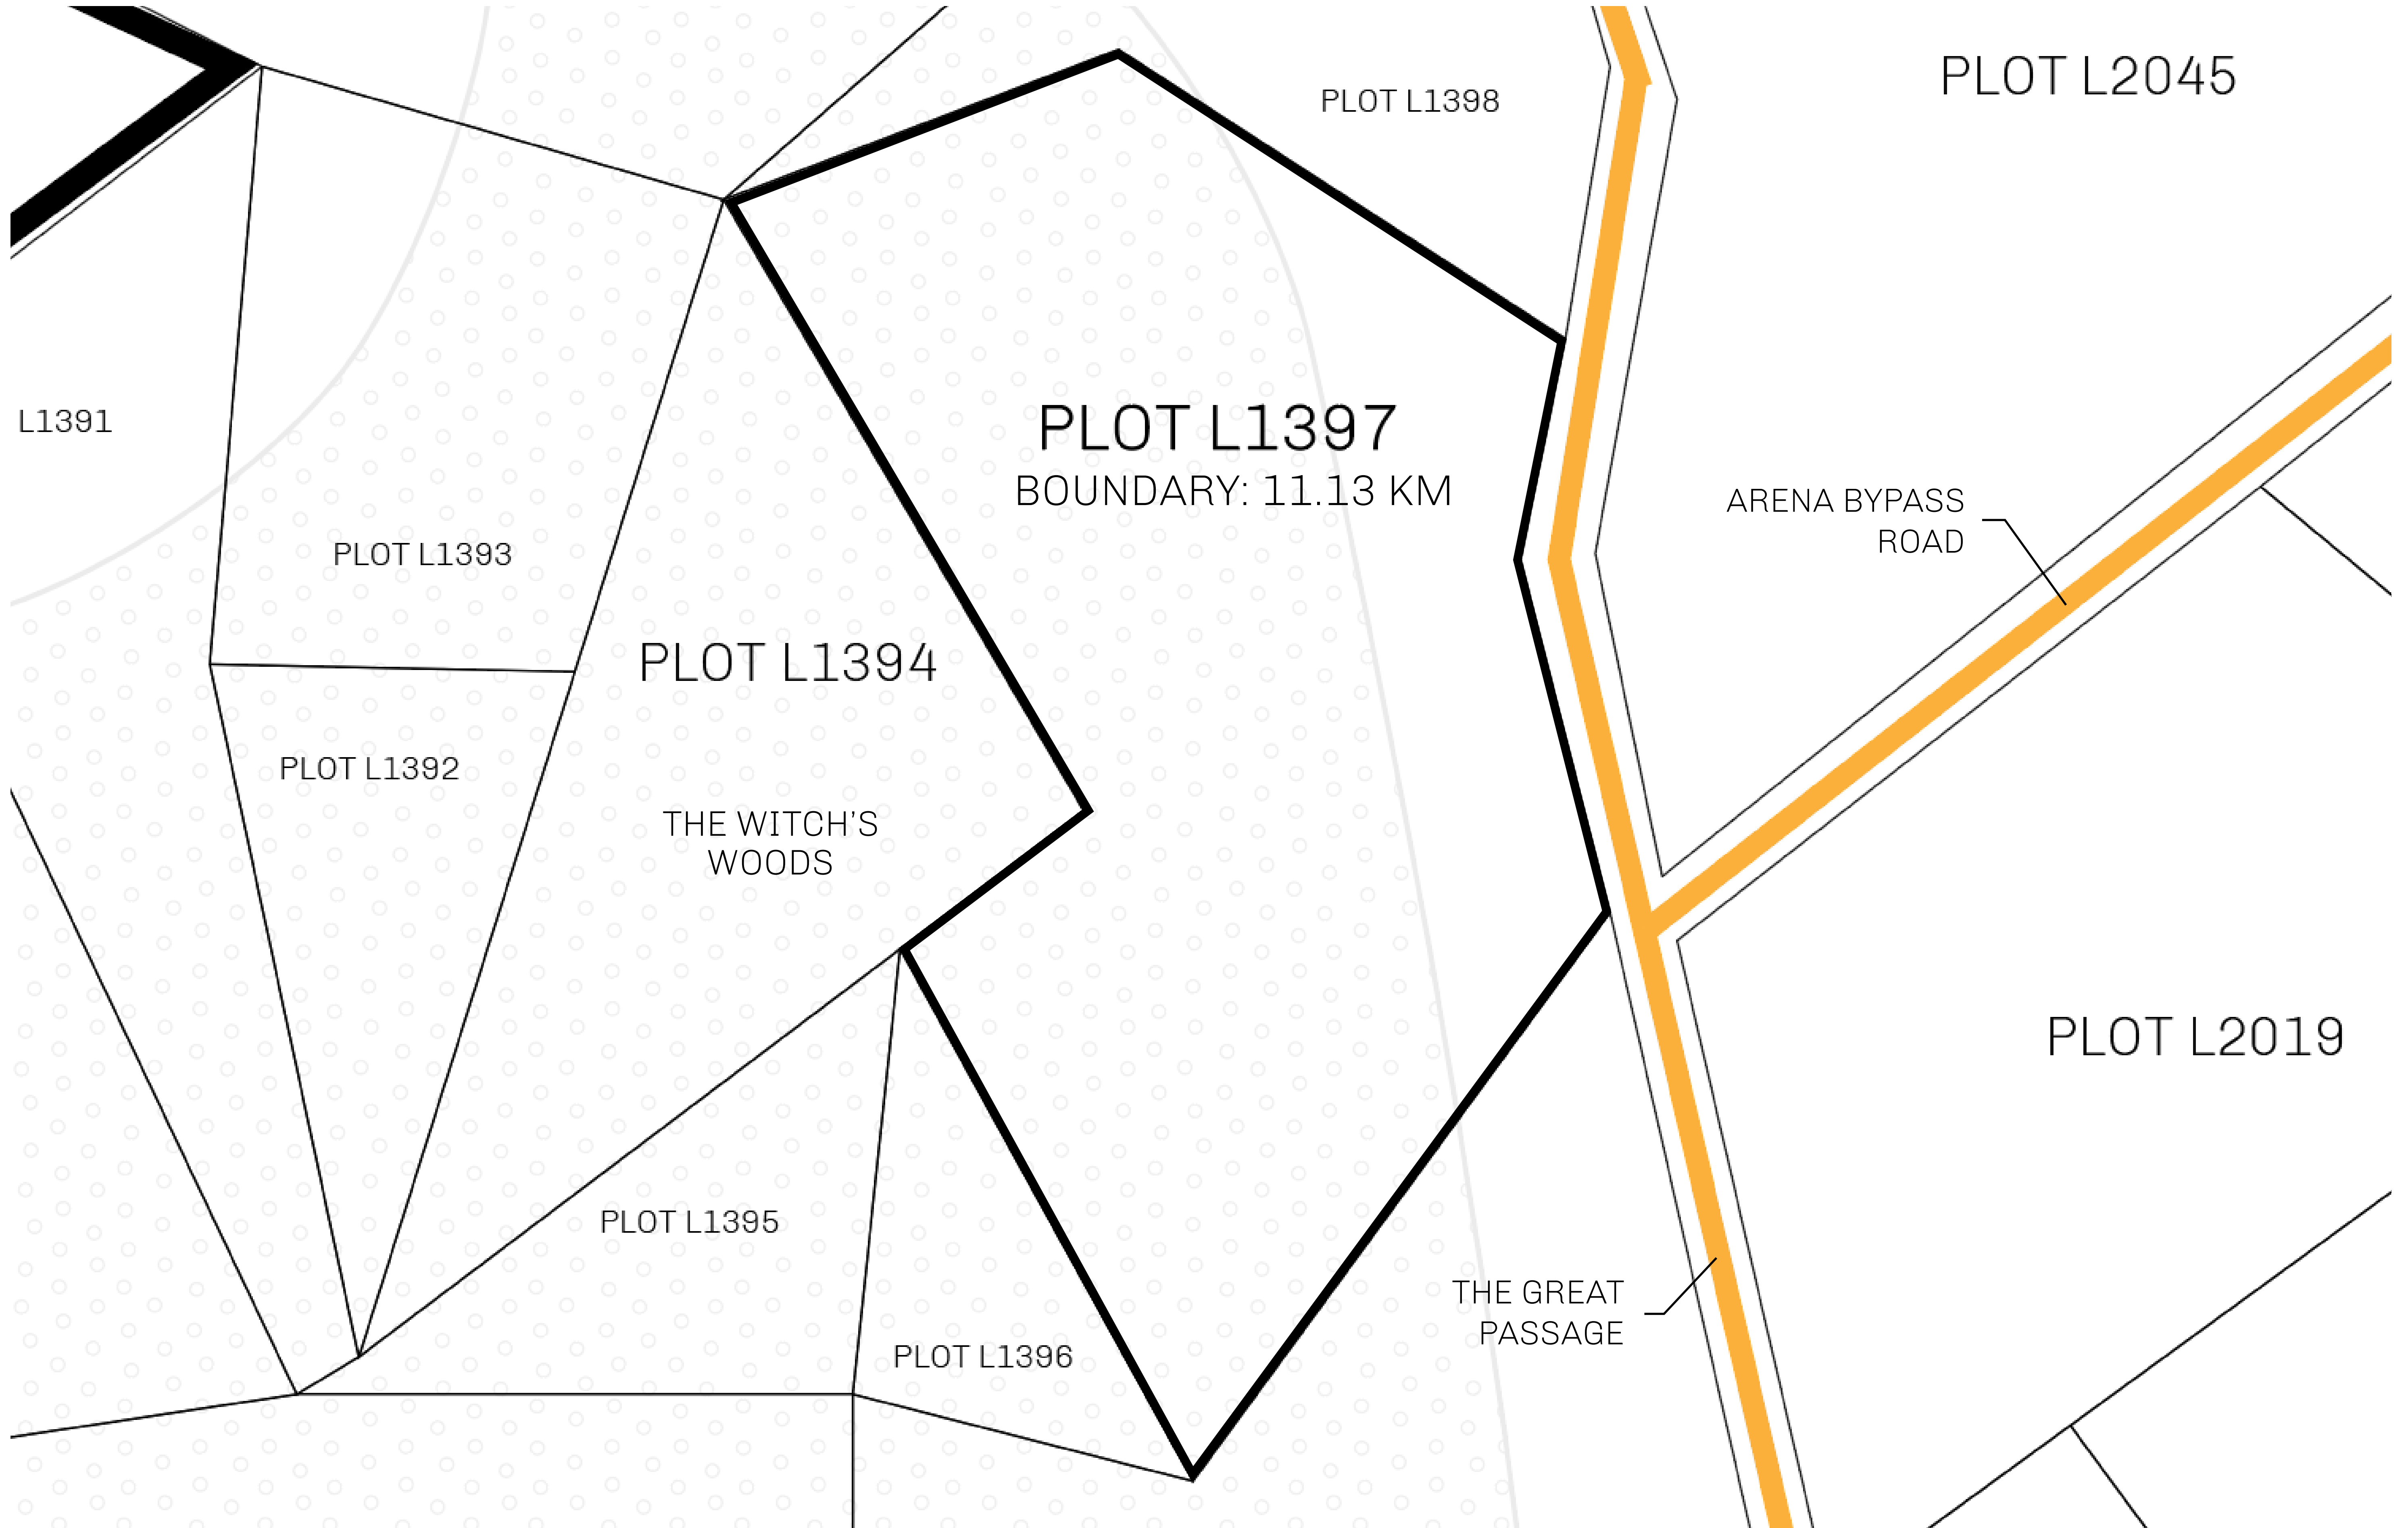 PLOT L2045
PLOT L1398
L1391
PLOT L1397
BOUNDARY: 11.13 KM
ARENA BYPASS
ROAD
PLOT L1393
PLOT L1394
PLOT L1392
THE WITCH'S
WOODS
PLOT L2019
PLOT L1395
THE GREAT
PASSAGE
PLOT L1396